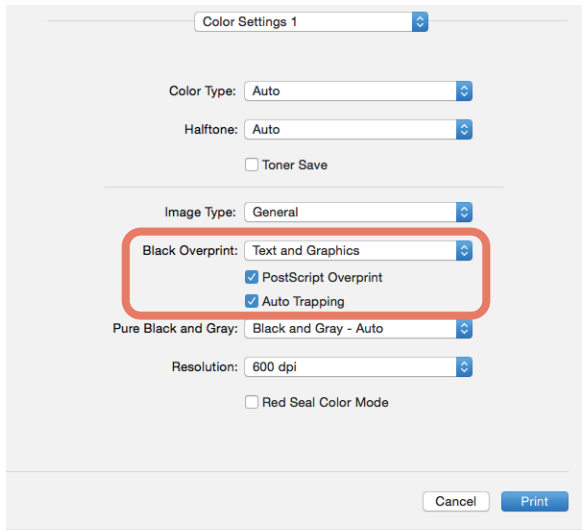 Color Settings 1
Color Type: Auto
Halftone: Auto
Toner Save
Image Type: General
Black Overprint: Text and Graphics
PostScript Overprint
Auto Trapping
Pure Black and Gray: Black and Gray - Auto
Resolution: 600 dpi
Red Seal Color Mode
Cancel Print